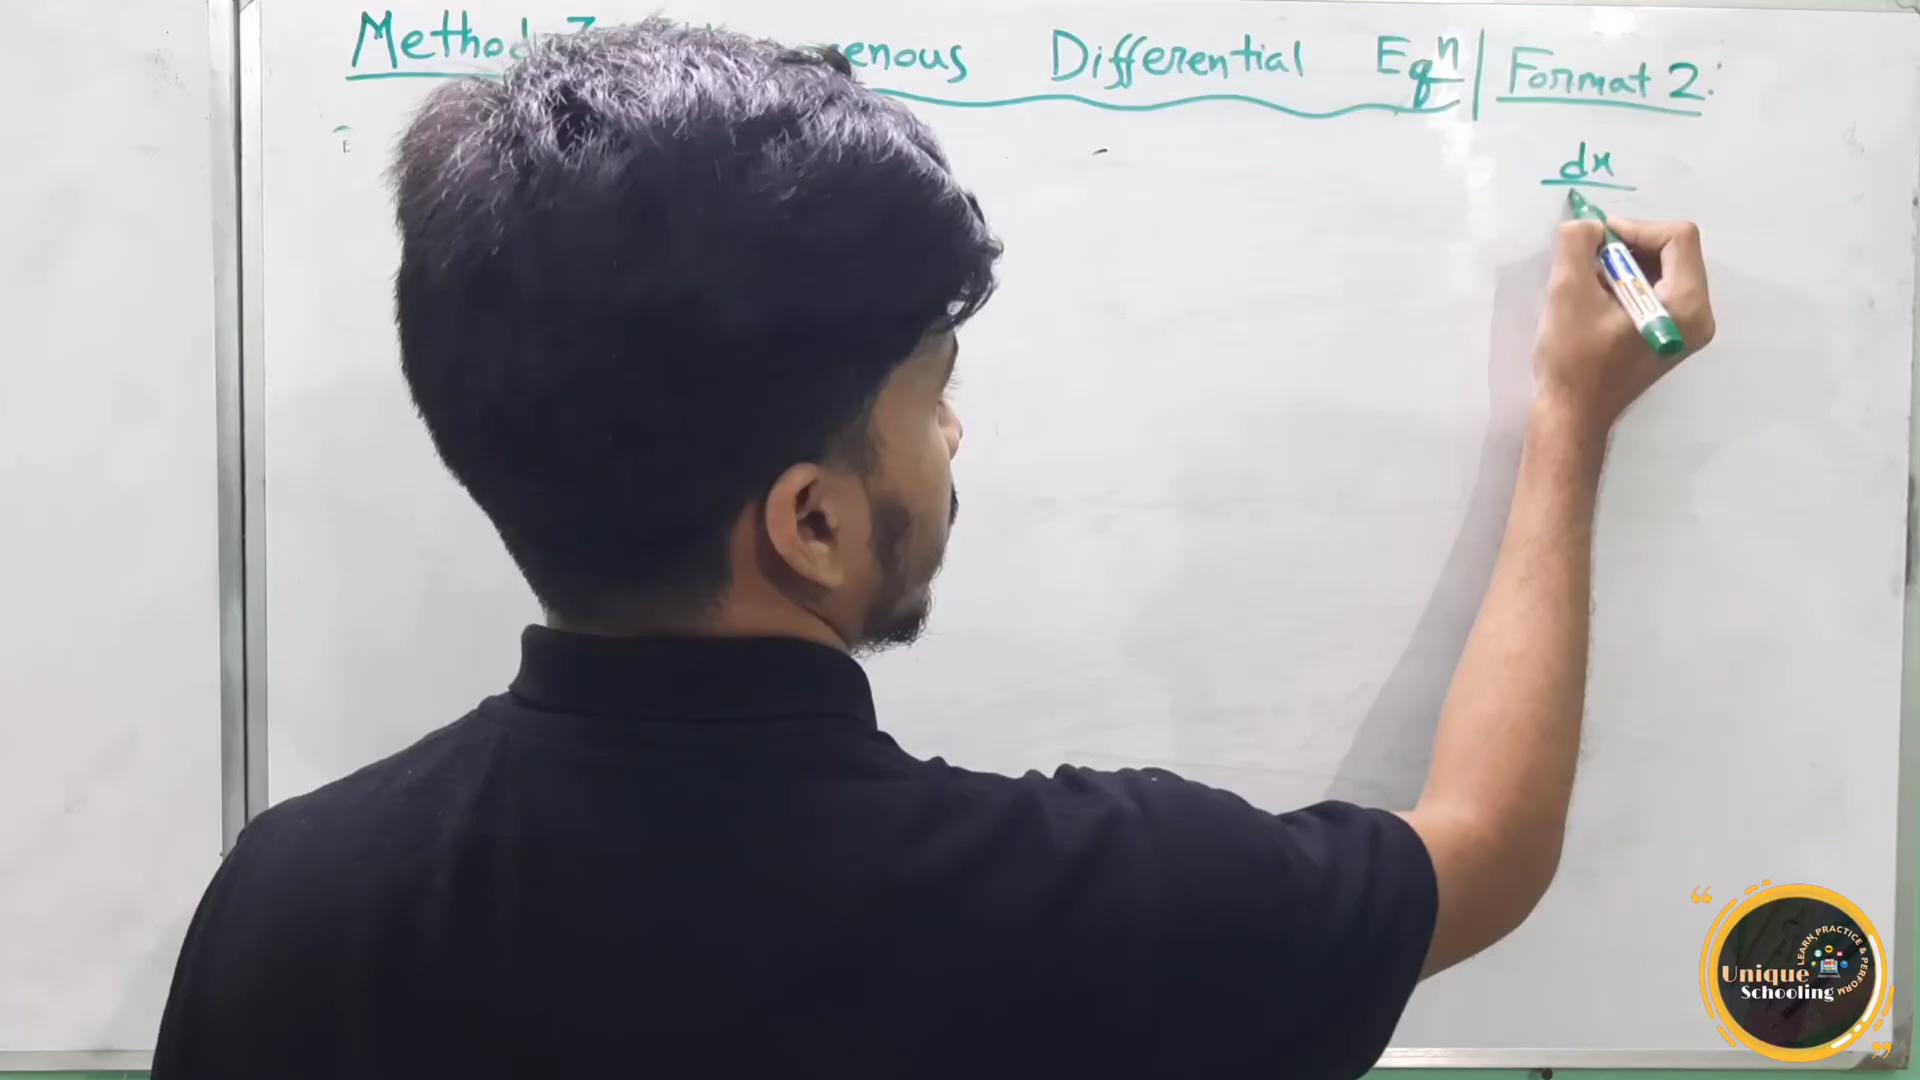 Method enous Differential Eqn | Format 2:
dx
LEARN, PRACTICE & PERFORM
Unique
Schooling